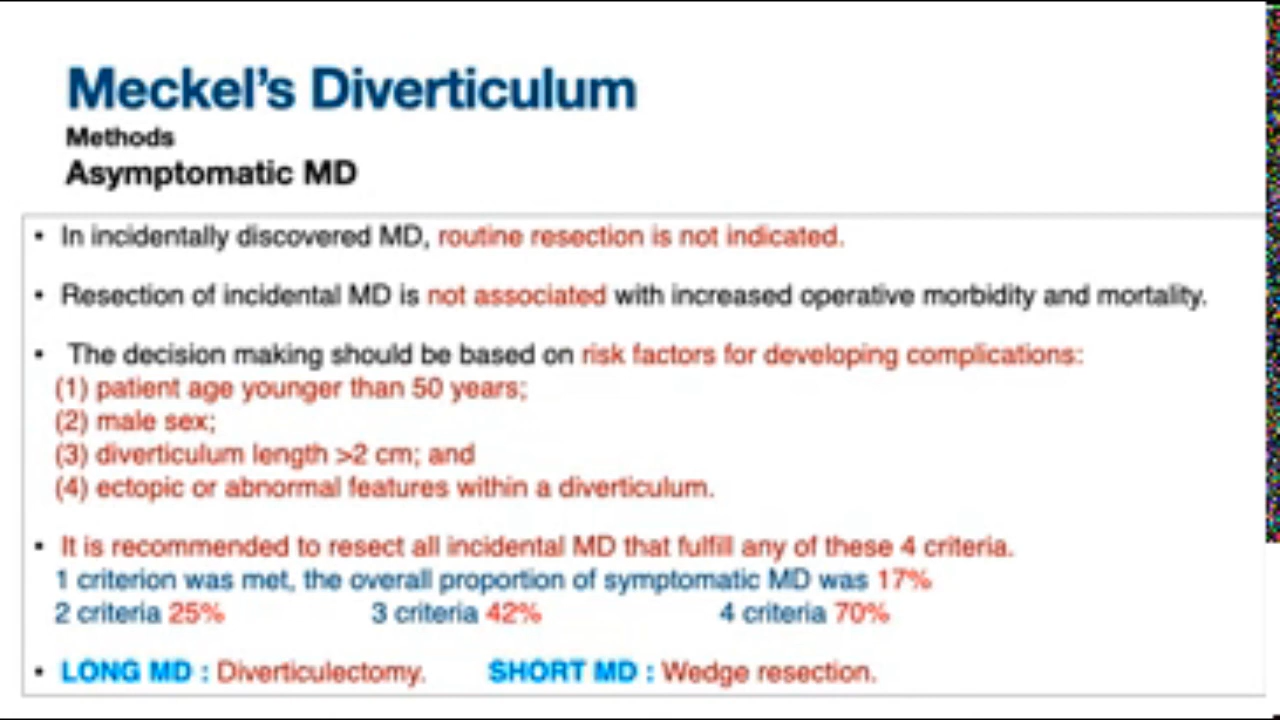 Meckel's Diverticulum
Methods
Asymptomatic MD
• In incidentally discovered MD, routine resection is not indicated.
• Resection of incidental MD is not associated with increased operative morbidity and mortality.
• The decision making should be based on risk factors for developing complications:
(1) patient age younger than 50 years;
(2) male sex;
(3) diverticulum length >2 cm; and
(4) ectopic or abnormal features within a diverticulum.
• It is recommended to resect all incidental MD that fulfill any of these 4 criteria.
1 criterion was met, the overall proportion of symptomatic MD was 17%
2 criteria 25% 3 criteria 42% 4 criteria 70%
• LONG MD : Diverticulectomy. SHORT MD : Wedge resection.